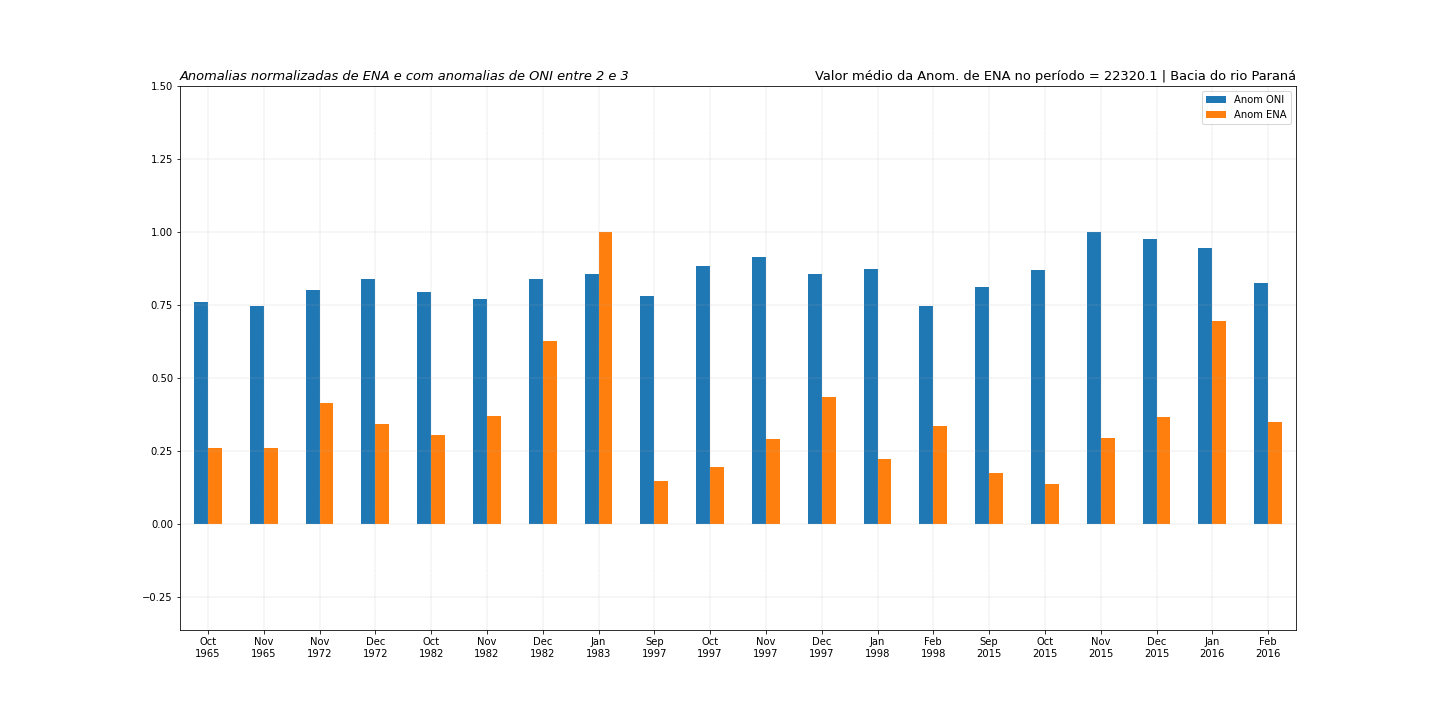 Anomalias normalizadas de ENA e com anomalias de ONI entre 2 e 3
Valor médio da Anom. de ENA no período = 22320.1 | Bacia do rio Paraná
Anom ONI
Anom ENA
1.50
1.25
1.00
0.75
0.50
0.25
0.00
−0.25
Oct Nov Nov Dec Oct Nov Dec Jan Sep Oct Nov Dec Jan Feb Sep Oct Nov Dec Jan Feb
1965 1965 1972 1972 1982 1982 1982 1983 1997 1997 1997 1997 1998 1998 2015 2015 2015 2015 2016 2016